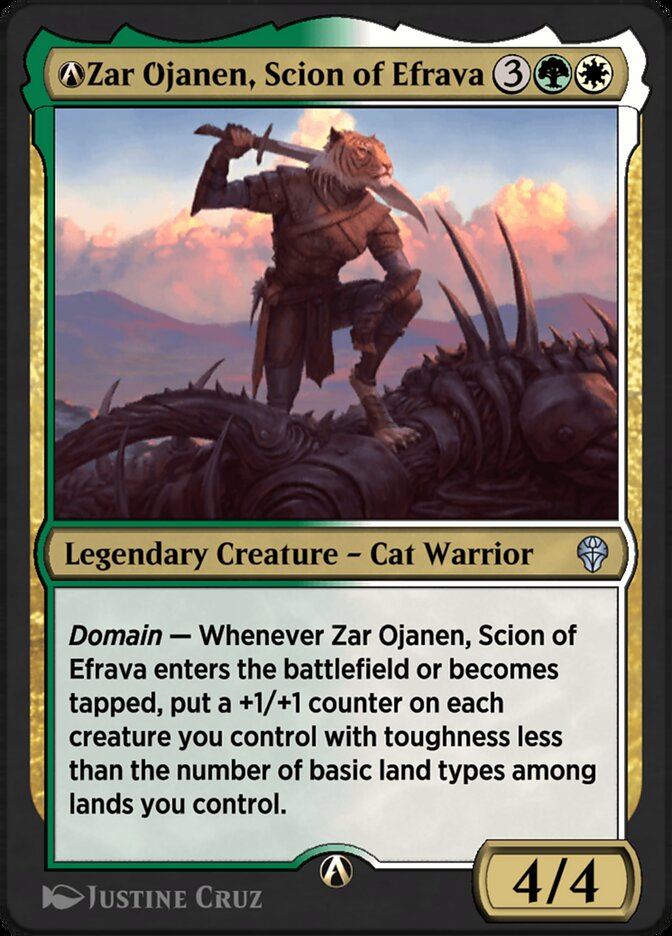 Zar Ojanen, Scion of Efrava 3
Legendary Creature – Cat Warrior
Domain — Whenever Zar Ojanen, Scion of
Efrava enters the battlefield or becomes
tapped, put a +1/+1 counter on each
creature you control with toughness less
than the number of basic land types among
lands you control.
4/4
Justine Cruz